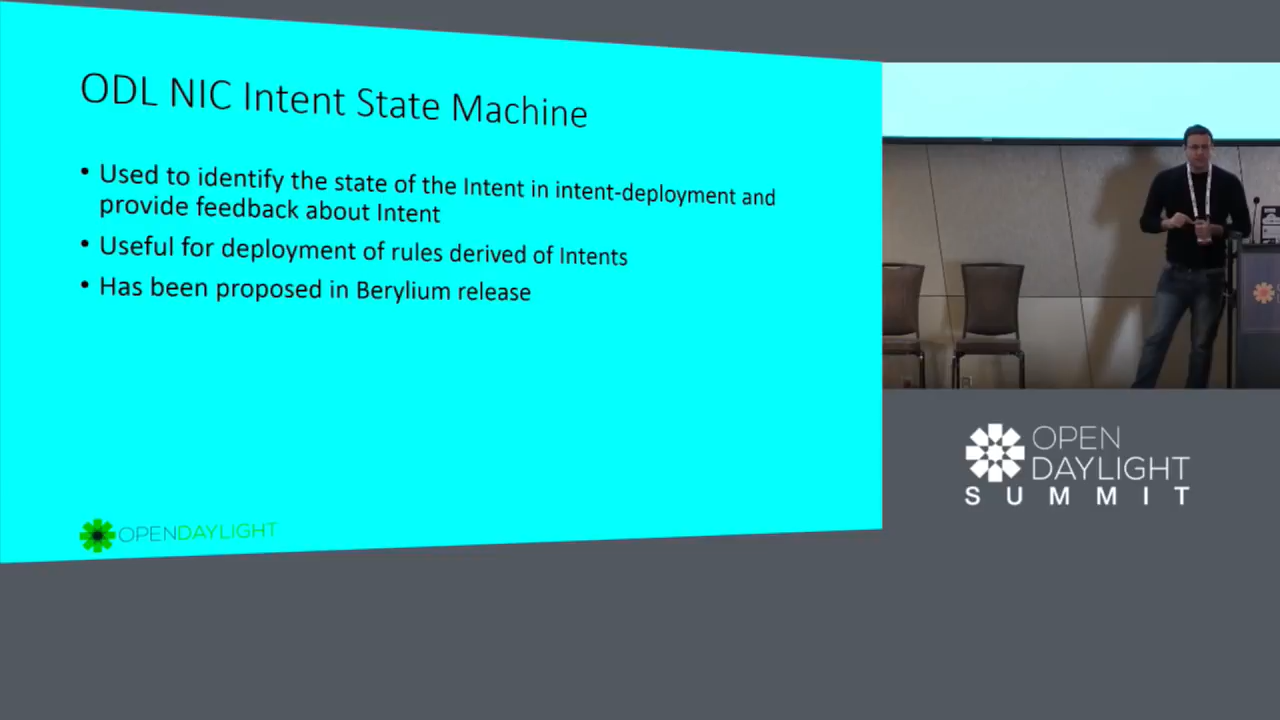 ODL NIC Intent State Machine
• Used to identify the state of the Intent in intent-deployment and
provide feedback about Intent
• Useful for deployment of rules derived of Intents
• Has been proposed in Berylium release
OPENDAYLIGHT
OPEN
DAYLIGHT
SUMMIT